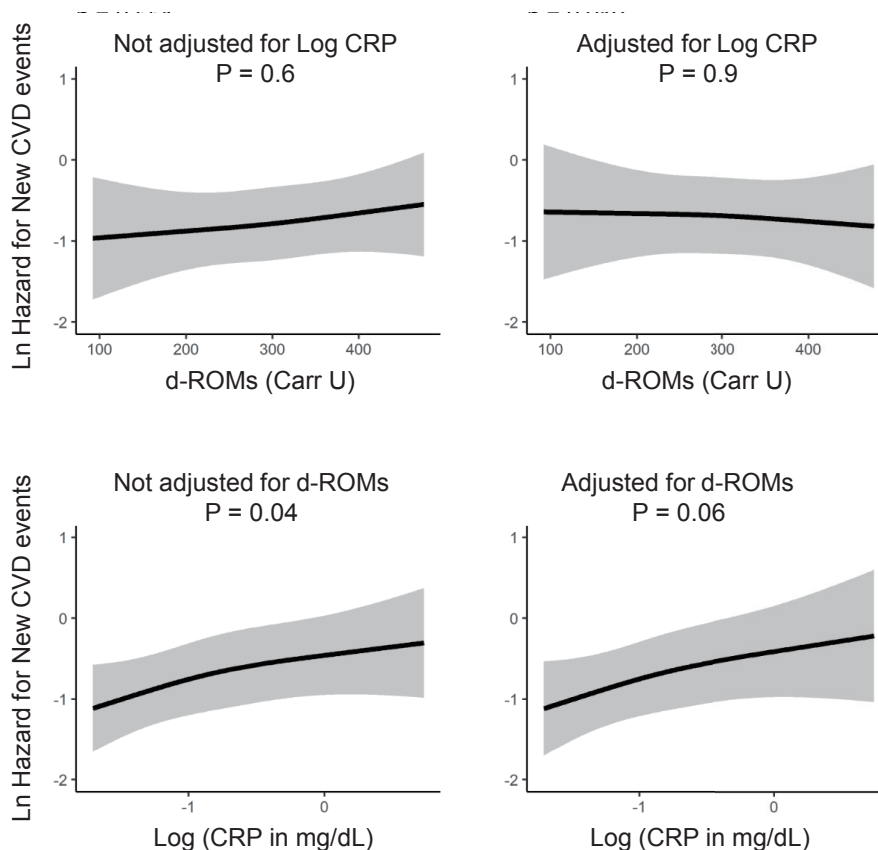 Not adjusted for Log CRP
P = 0.6
Ln Hazard for New CVD events
1
0
-1
-2
100
200
300
400
d-ROMs (Carr U)
Adjusted for Log CRP
P = 0.9
1
0
-1
-2
100
200
300
400
d-ROMs (Carr U)
Not adjusted for d-ROMs
P = 0.04
Ln Hazard for New CVD events
1
0
-1
-2
-1
0
Log (CRP in mg/dL)
Adjusted for d-ROMs
P = 0.06
1
0
-1
-2
-1
0
Log (CRP in mg/dL)